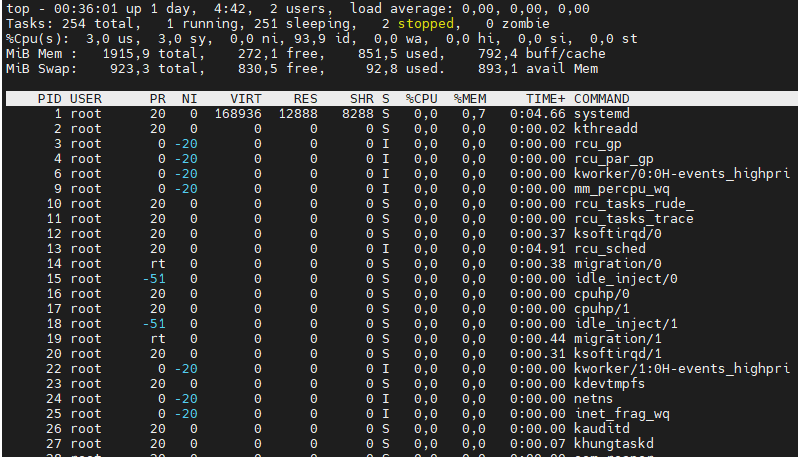 top - 00:36:01 up 1 day,  4:42,  2 users,  load average: 0,00, 0,00, 0,00
Tasks: 254 total,   1 running, 251 sleeping,   2 stopped,   0 zombie
%Cpu(s):  3,0 us,  3,0 sy,  0,0 ni, 93,9 id,  0,0 wa,  0,0 hi,  0,0 si,  0,0 st
MiB Mem :   1915,9 total,    272,1 free,    851,5 used,    792,4 buff/cache
MiB Swap:    923,3 total,    830,5 free,     92,8 used.    893,1 avail Mem
PID USER      PR  NI    VIRT    RES    SHR S  %CPU  %MEM     TIME+ COMMAND
1 root      20   0  168936  12888   8288 S   0,0   0,7   0:04.66 systemd
2 root      20   0       0      0      0 S   0,0   0,0   0:00.02 kthreadd
3 root       0 -20       0      0      0 I   0,0   0,0   0:00.00 rcu_gp
4 root       0 -20       0      0      0 I   0,0   0,0   0:00.00 rcu_par_gp
6 root       0 -20       0      0      0 I   0,0   0,0   0:00.00 kworker/0:0H-events_highpri
9 root       0 -20       0      0      0 I   0,0   0,0   0:00.00 mm_percpu_wq
10 root      20   0       0      0      0 S   0,0   0,0   0:00.00 rcu_tasks_rude_
11 root      20   0       0      0      0 S   0,0   0,0   0:00.00 rcu_tasks_trace
12 root      20   0       0      0      0 S   0,0   0,0   0:00.37 ksoftirqd/0
13 root      20   0       0      0      0 I   0,0   0,0   0:04.91 rcu_sched
14 root      rt   0       0      0      0 S   0,0   0,0   0:00.38 migration/0
15 root     -51   0       0      0      0 S   0,0   0,0   0:00.00 idle_inject/0
16 root      20   0       0      0      0 S   0,0   0,0   0:00.00 cpuhp/0
17 root      20   0       0      0      0 S   0,0   0,0   0:00.00 cpuhp/1
18 root     -51   0       0      0      0 S   0,0   0,0   0:00.00 idle_inject/1
19 root      rt   0       0      0      0 S   0,0   0,0   0:00.44 migration/1
20 root      20   0       0      0      0 S   0,0   0,0   0:00.31 ksoftirqd/1
22 root       0 -20       0      0      0 I   0,0   0,0   0:00.00 kworker/1:0H-events_highpri
23 root      20   0       0      0      0 S   0,0   0,0   0:00.00 kdevtmpfs
24 root       0 -20       0      0      0 I   0,0   0,0   0:00.00 netns
25 root       0 -20       0      0      0 I   0,0   0,0   0:00.00 inet_frag_wq
26 root      20   0       0      0      0 S   0,0   0,0   0:00.00 kauditd
27 root      20   0       0      0      0 S   0,0   0,0   0:00.07 khungtaskd